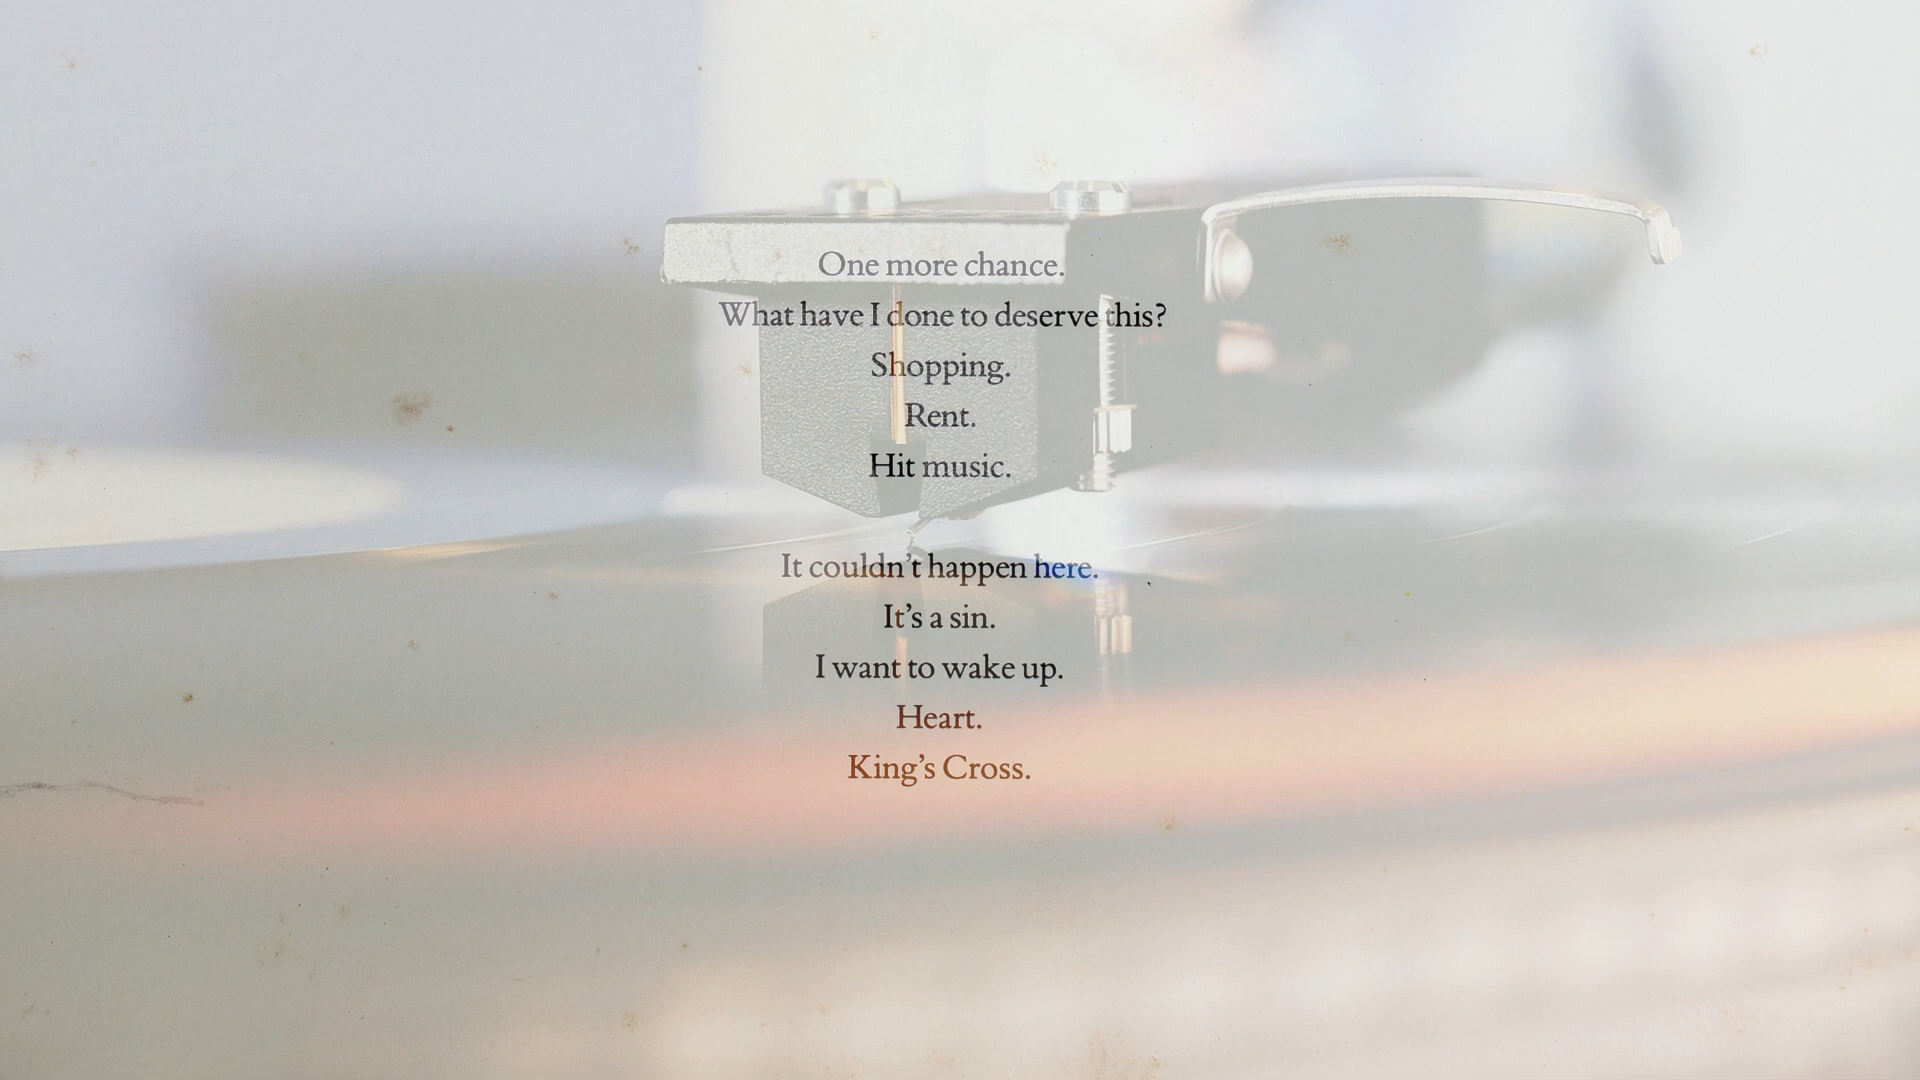 One more chance.
What have I done to deserve this?
Shopping.
Rent.
Hit music.
It couldn’t happen here.
It’s a sin.
I want to wake up.
Heart.
King’s Cross.